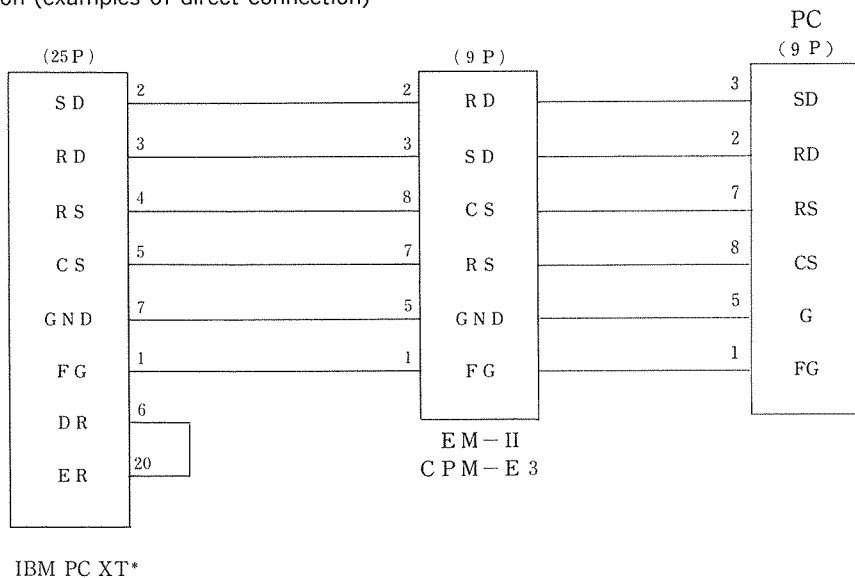 on (examples of direct connection)
PC
(25P) (9 P) (9 P)
SD 2 2 RD 3 SD
RD 3 3 SD 2 RD
RS 4 8 CS 7 RS
CS 5 7 RS 8 CS
GND 7 5 GND 5 G
FG 1 1 FG 1 FG
DR 6
ER 20
EM-II
CPM-E3
IBM PC XT*